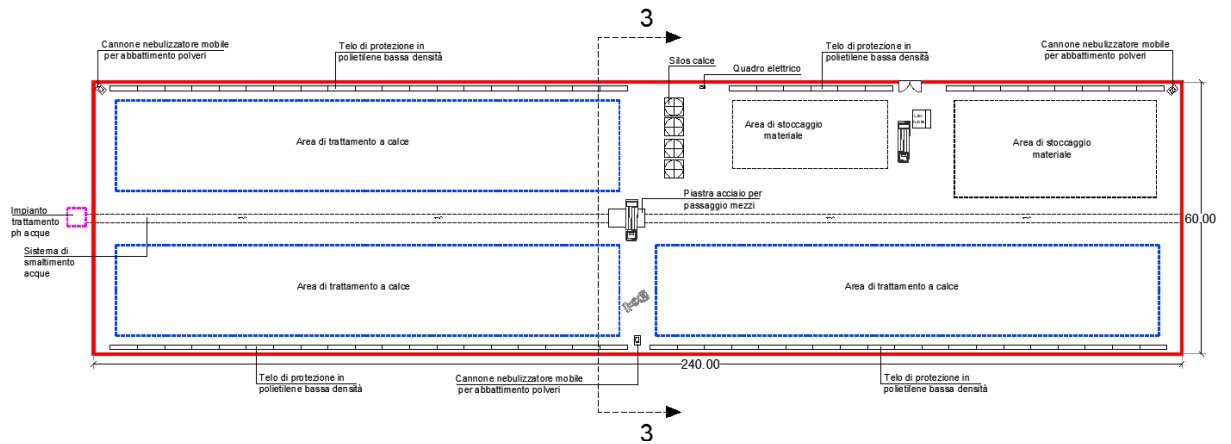 3
Cannone nebulizzatore mobile
per abbattimento polveri
Telo di protezione in
polietilene bassa densità
Silos calce
Quadro elettrico
Telo di protezione in
polietilene bassa densità
Cannone nebulizzatore mobile
per abbattimento polveri
Area di trattamento a calce
Area di stoccaggio
materiale
Area di stoccaggio
materiale
Piastra acciaio per
passaggio mezzi
Impianto
trattamento
ph acque
Sistema di
smaltimento
acque
60.00
Area di trattamento a calce
Area di trattamento a calce
240.00
Telo di protezione in
polietilene bassa densità
Cannone nebulizzatore mobile
per abbattimento polveri
Telo di protezione in
polietilene bassa densità
3